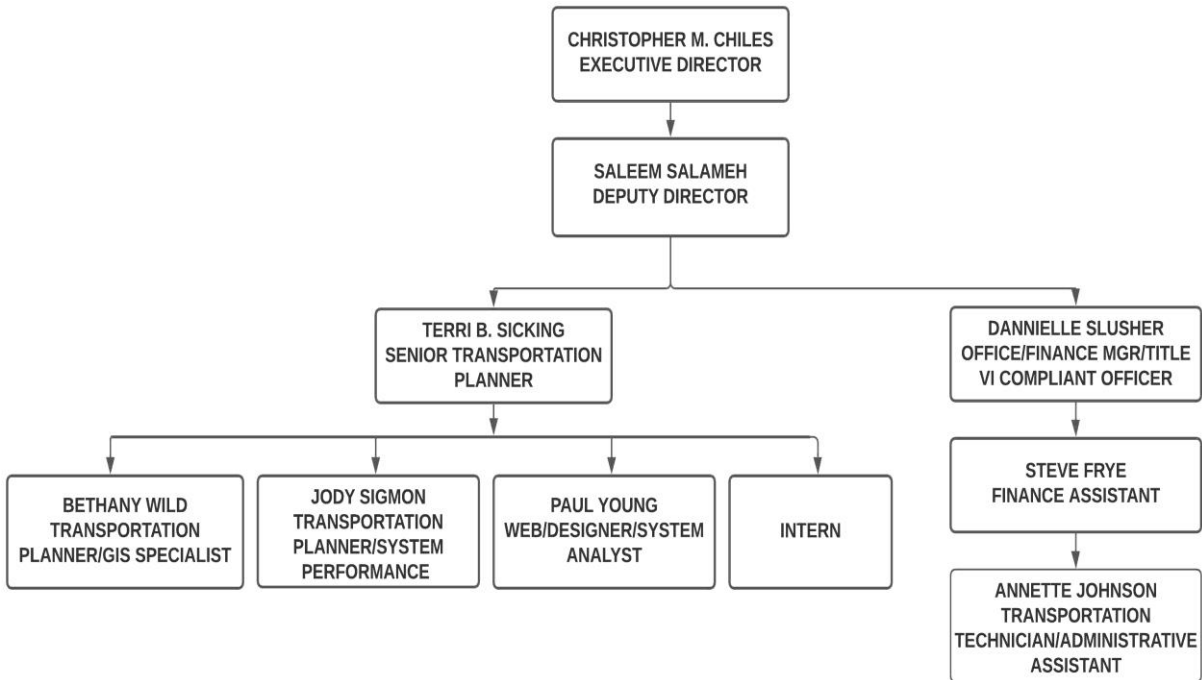 CHRISTOPHER M. CHILES
EXECUTIVE DIRECTOR
SALEEM SALAMEH
DEPUTY DIRECTOR
TERRI B. SICKING
SENIOR TRANSPORTATION
PLANNER
DANNIELLE SLUSHER
OFFICE/FINANCE MGR/TITLE
VI COMPLIANT OFFICER
BETHANY WILD
TRANSPORTATION
PLANNER/GIS SPECIALIST
JODY SIGMON
TRANSPORTATION
PLANNER/SYSTEM
PERFORMANCE
PAUL YOUNG
WEB/DESIGNER/SYSTEM
ANALYST
INTERN
STEVE FRYE
FINANCE ASSISTANT
ANNETTE JOHNSON
TRANSPORTATION
TECHNICIAN/ADMINISTRATIVE
ASSISTANT